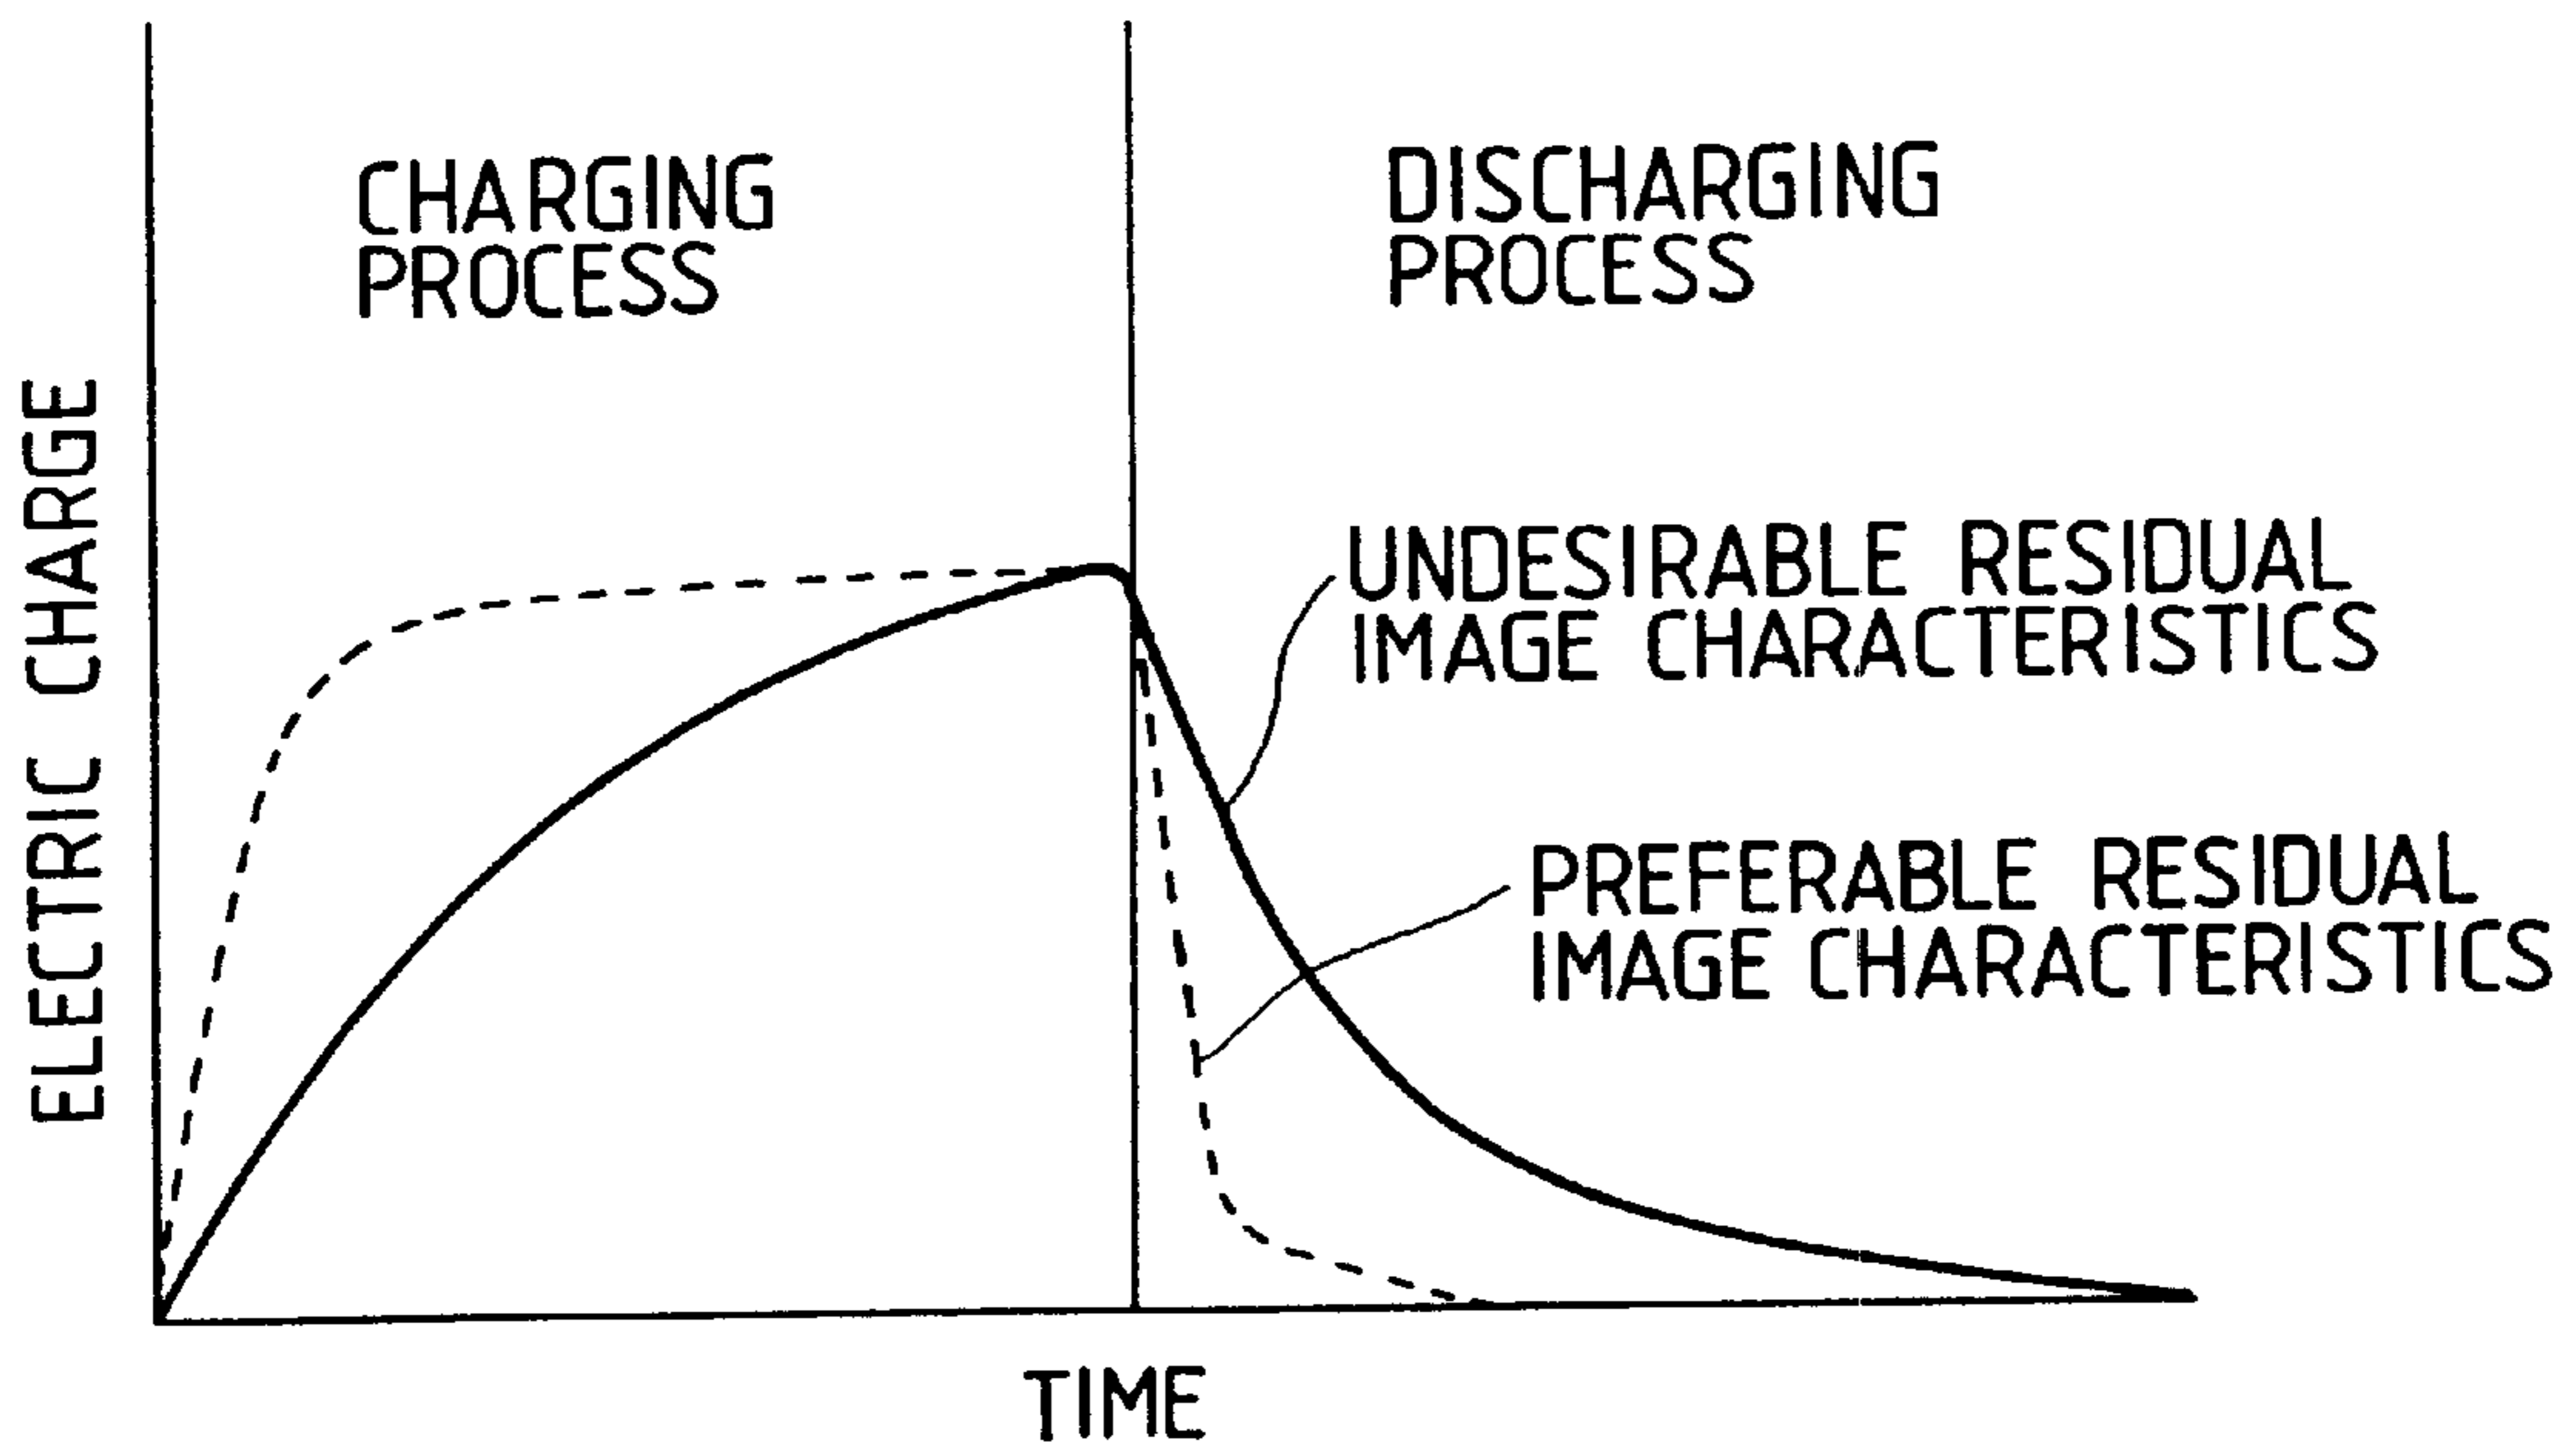 CHARGING
PROCESS
DISCHARGING
PROCESS
ELECTRIC CHARGE
UNDESIRABLE RESIDUAL
IMAGE CHARACTERISTICS
PREFERABLE RESIDUAL
IMAGE CHARACTERISTICS
TIME